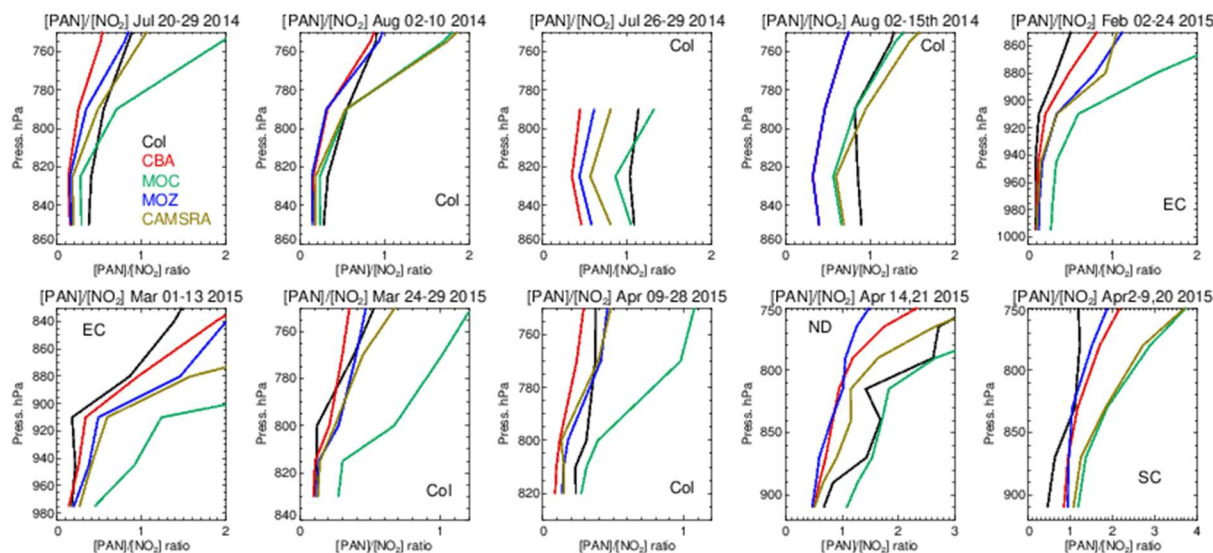 [PAN]/[NO2] Jul 20-29 2014
[PAN]/[NO2] Aug 02-10 2014
Jul 26-29 2014
Aug 02-15th 2014
[PAN]/[NO2] Feb 02-24 2015
Press. hPa
760
780
800
820
840
860
Col
CBA
MOC
MOZ
CAMSRA
0
1
2
[PAN]/[NO2] ratio
Press. hPa
760
780
800
820
840
860
Col
0
1
2
[PAN]/[NO2] ratio
Press. hPa
760
780
800
820
840
860
Col
0
1
2
[PAN]/[NO2] ratio
Press. hPa
760
780
800
820
840
860
Col
0
1
2
[PAN]/[NO2] ratio
Press. hPa
860
880
900
920
940
960
980
1000
EC
0
1
2
[PAN]/[NO2] ratio
[PAN]/[NO2] Mar 01-13 2015
[PAN]/[NO2] Mar 24-29 2015
[PAN]/[NO2] Apr 09-28 2015
[PAN]/[NO2] Apr 14,21 2015
[PAN]/[NO2] Apr2-9,20 2015
Press. hPa
840
860
880
900
920
940
960
980
EC
0
1
2
[PAN]/[NO2] ratio
Press. hPa
760
780
800
820
840
Col
0
1
[PAN]/[NO2] ratio
Press. hPa
760
780
800
820
Col
0
1
[PAN]/[NO2] ratio
Press. hPa
750
800
850
900
ND
0
1
2
3
[PAN]/[NO2] ratio
Press. hPa
750
800
850
900
SC
0
1
2
3
4
[PAN]/[NO2] ratio